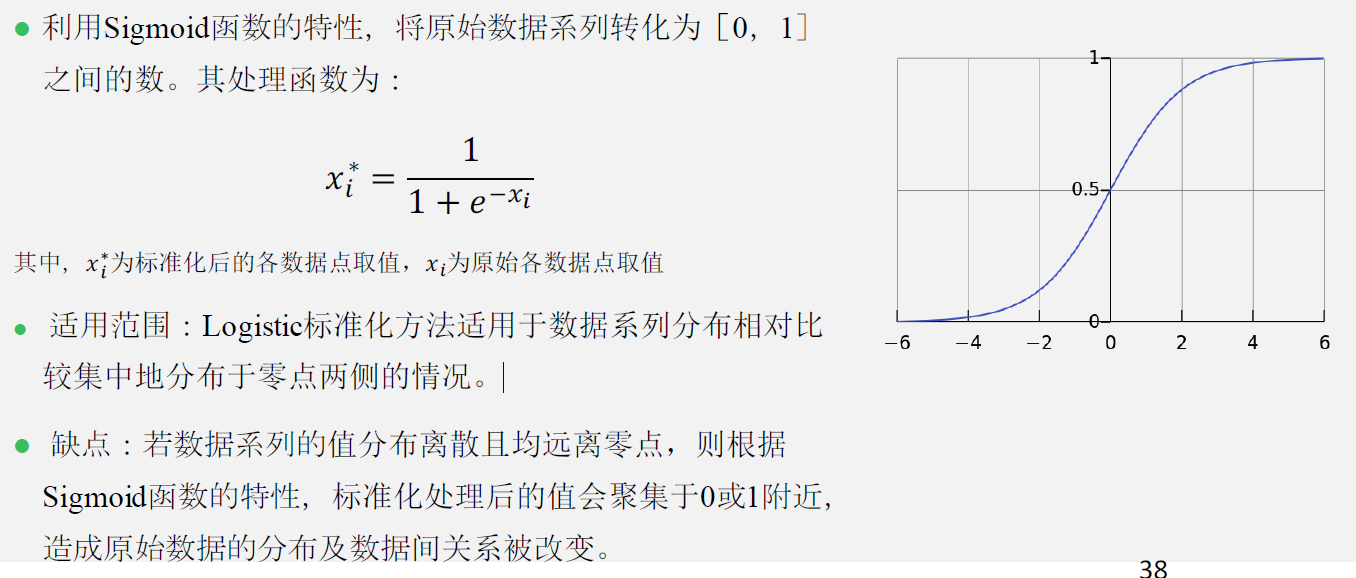 利用Sigmoid函数的特性，将原始数据系列转化为［0，1］
之间的数。其处理函数为：
x_i^* = \frac{1}{1 + e^{-x_i}}
其中，x_i^*为标准化后的各数据点取值，x_i为原始各数据点取值
适用范围：Logistic标准化方法适用于数据系列分布相对比
较集中地分布于零点两侧的情况。
缺点：若数据系列的值分布离散且均远离零点，则根据
Sigmoid函数的特性，标准化处理后的值会聚集于0或1附近，
造成原始数据的分布及数据间关系被改变。
1
0.5
0
−6 −4 −2 0 2 4 6
38